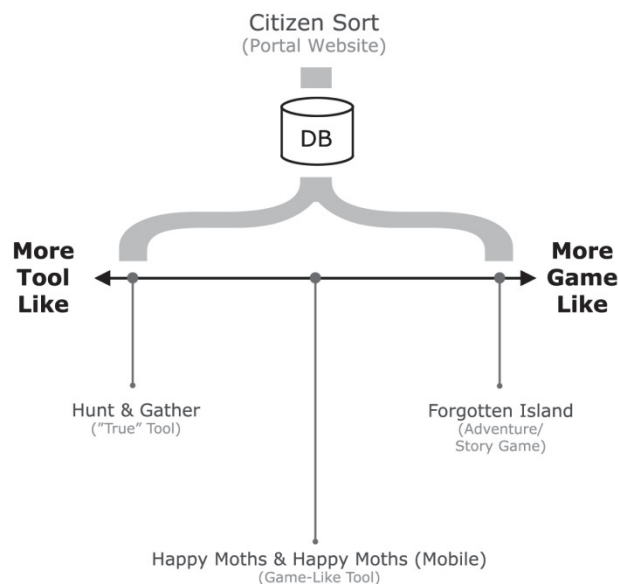 Citizen Sort
(Portal Website)
DB
More
Tool
Like
More
Game
Like
Hunt & Gather
("True" Tool)
Forgotten Island
(Adventure/
Story Game)
Happy Moths & Happy Moths (Mobile)
(Game-Like Tool)